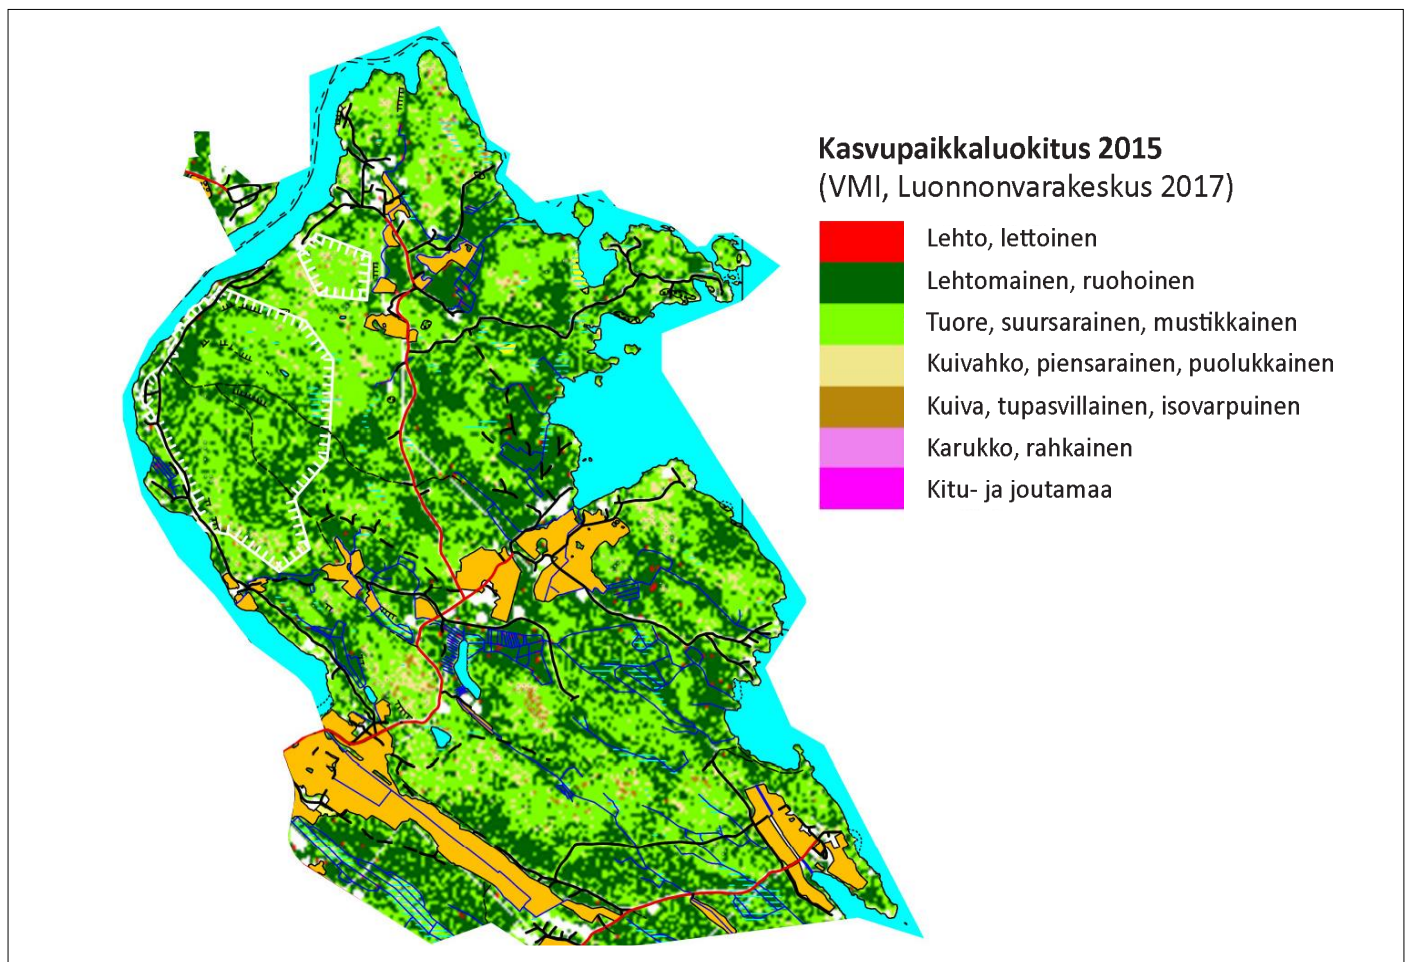 Kasvupaikkaluokitus 2015
(VMI, Luonnonvarakeskus 2017)
Lehto, lettoinen
Lehtomainen, ruohoinen
Tuore, suursarainen, mustikkainen
Kuivahko, piensarainen, puolukkainen
Kuiva, tupasvillainen, isovarpuinen
Karukko, rahkainen
Kitu- ja joutamaa